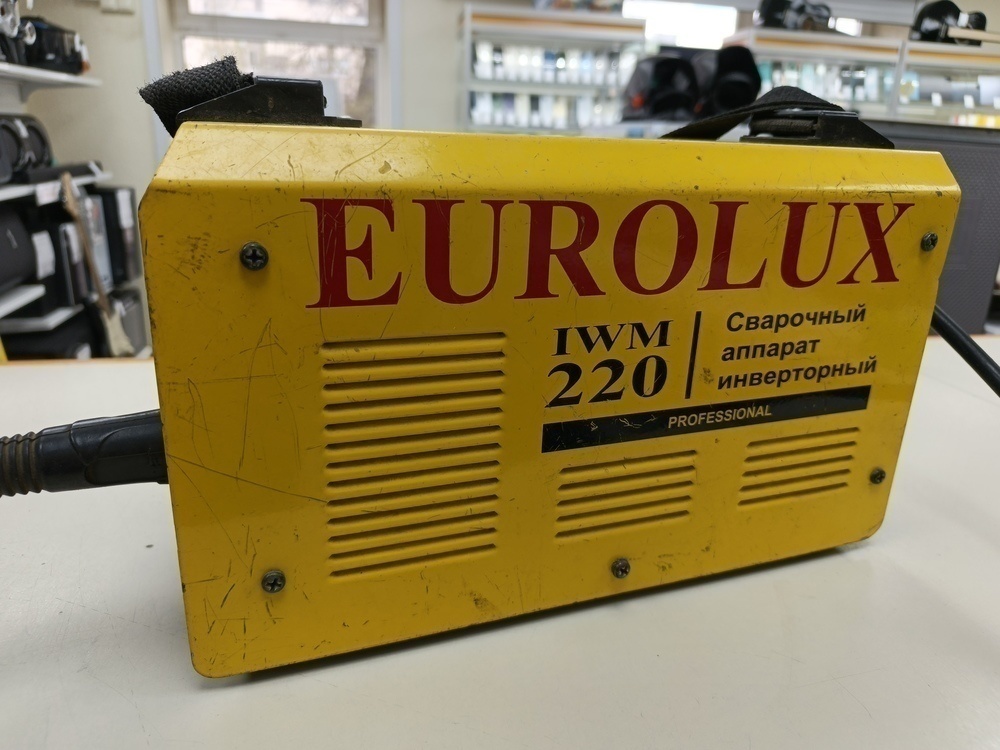 EUROLUX
IWM
220
Сварочный
аппарат
инверторный
PROFESSIONAL